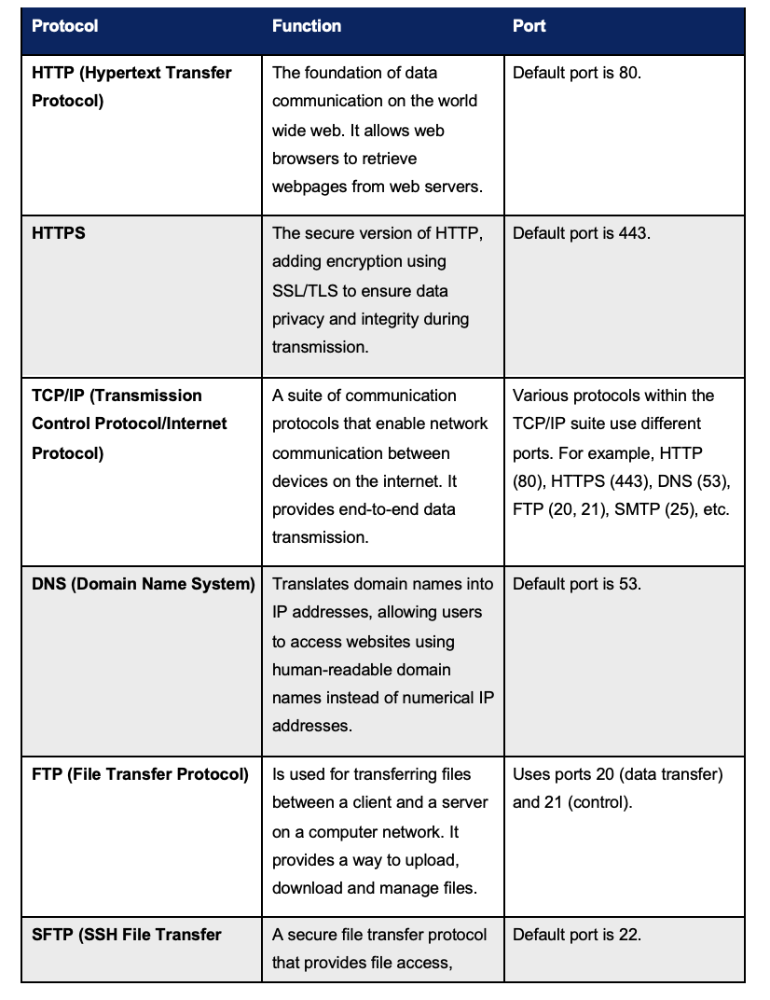 Protocol
Function
Port
HTTP (Hypertext Transfer
Protocol)
The foundation of data
communication on the world
wide web. It allows web
browsers to retrieve
webpages from web servers.
Default port is 80.
HTTPS
The secure version of HTTP,
adding encryption using
SSL/TLS to ensure data
privacy and integrity during
transmission.
Default port is 443.
TCP/IP (Transmission
Control Protocol/Internet
Protocol)
A suite of communication
protocols that enable network
communication between
devices on the internet. It
provides end-to-end data
transmission.
Various protocols within the
TCP/IP suite use different
ports. For example, HTTP
(80), HTTPS (443), DNS (53),
FTP (20, 21), SMTP (25), etc.
DNS (Domain Name System)
Translates domain names into
IP addresses, allowing users
to access websites using
human-readable domain
names instead of numerical IP
addresses.
Default port is 53.
FTP (File Transfer Protocol)
Is used for transferring files
between a client and a server
on a computer network. It
provides a way to upload,
download and manage files.
Uses ports 20 (data transfer)
and 21 (control).
SFTP (SSH File Transfer
A secure file transfer protocol
that provides file access,
Default port is 22.